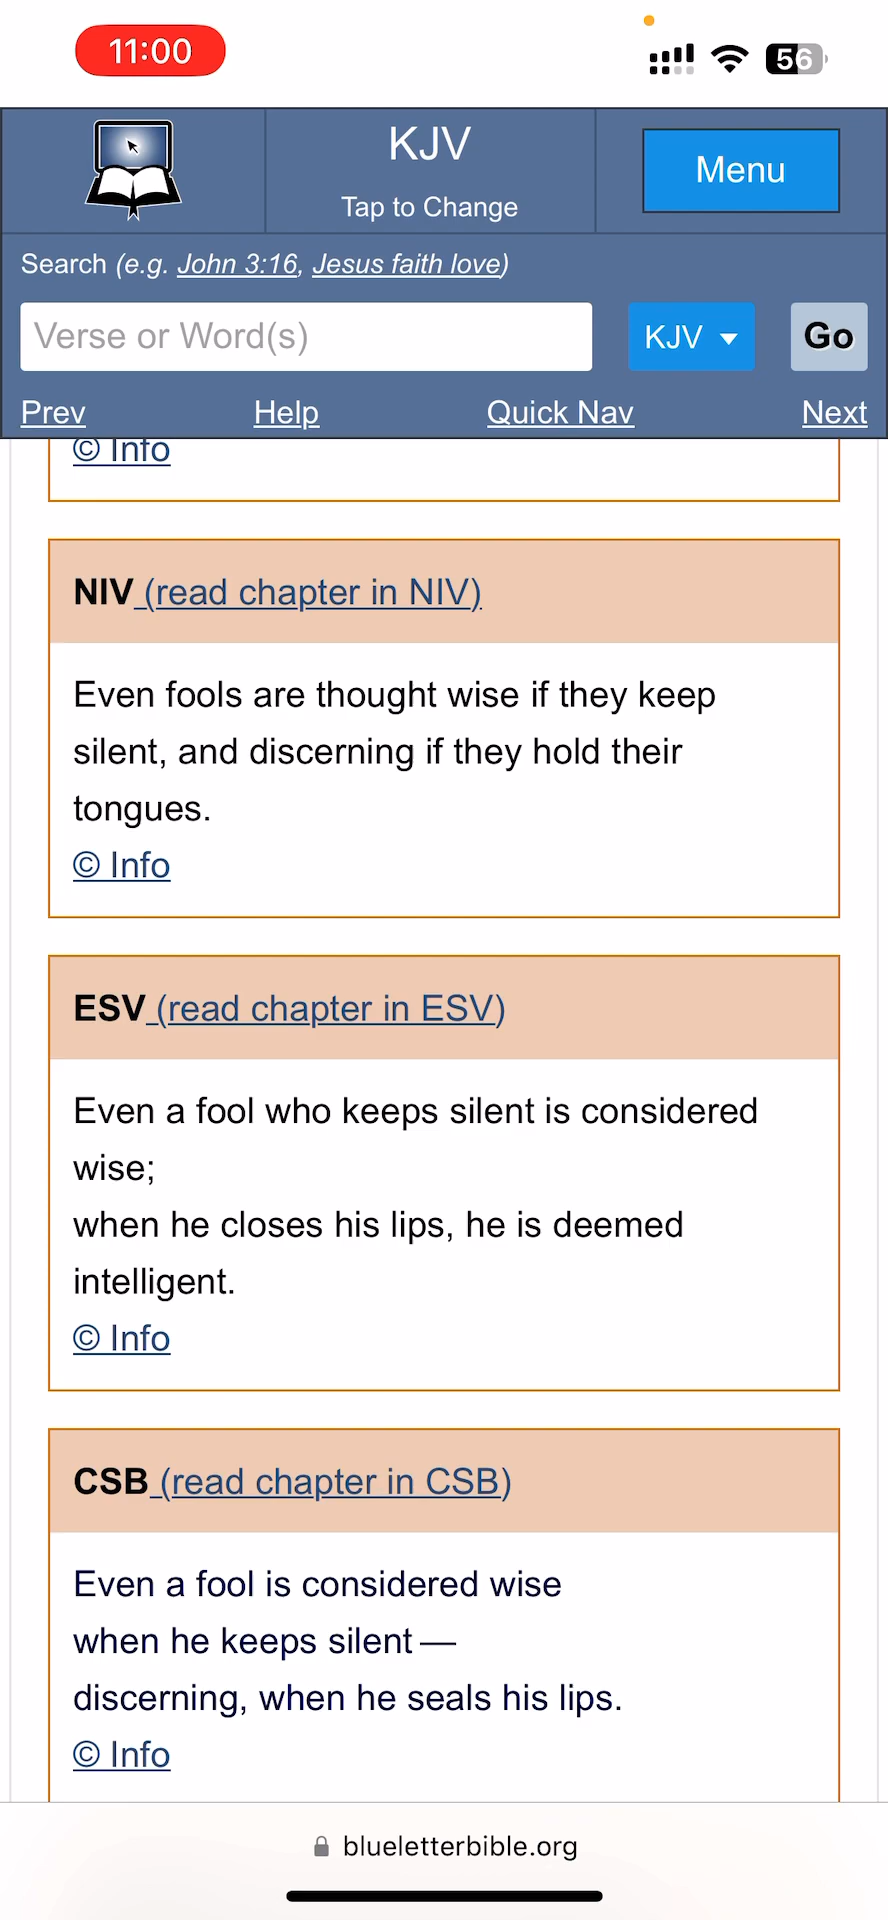 11:00
56
KJV
Tap to Change
Menu
Search (e.g. John 3:16, Jesus faith love)
Verse or Word(s)
KJV
Go
Prev
Help
Quick Nav
Next
© Info
NIV (read chapter in NIV)
Even fools are thought wise if they keep
silent, and discerning if they hold their
tongues.
© Info
ESV (read chapter in ESV)
Even a fool who keeps silent is considered
wise;
when he closes his lips, he is deemed
intelligent.
© Info
CSB (read chapter in CSB)
Even a fool is considered wise
when he keeps silent —
discerning, when he seals his lips.
© Info
blueletterbible.org